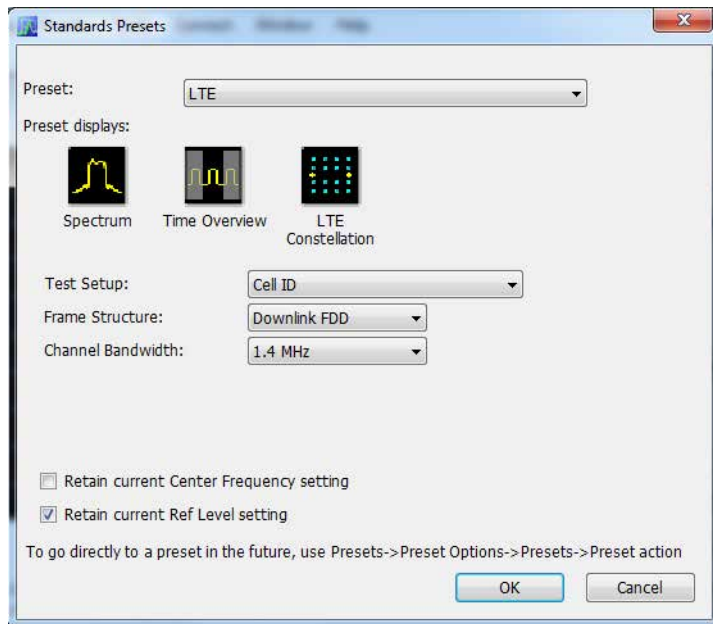 Standards Presets
Preset:
LTE
Preset displays:
Spectrum
Time Overview
LTE
Constellation
Test Setup:
Cell ID
Frame Structure:
Downlink FDD
Channel Bandwidth:
1.4 MHz
Retain current Center Frequency setting
Retain current Ref Level setting
To go directly to a preset in the future, use Presets->Preset Options->Presets->Preset action
OK
Cancel